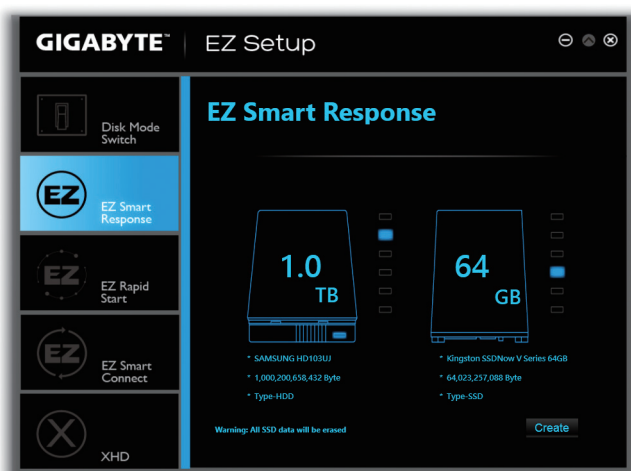 GIGABYTE™ EZ Setup
Disk Mode
Switch
EZ
EZ Smart
Response
EZ
EZ Rapid
Start
EZ
EZ Smart
Connect
X
XHD
EZ Smart Response
1.0
TB
64
GB
* SAMSUNG HD103UJ
* 1,000,200,658,432 Byte
* Type-HDD
* Kingston SSDNow V Series 64GB
* 64,023,257,088 Byte
* Type-SSD
Warning: All SSD data will be erased
Create